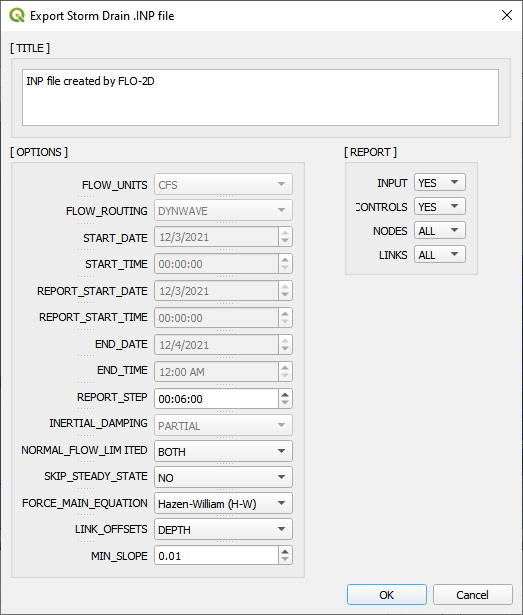 Export Storm Drain .INP file
[ TITLE ]
INP file created by FLO-2D
[ OPTIONS ]
FLOW_UNITS CFS
FLOW_ROUTING DYNWAVE
START_DATE 12/3/2021
START_TIME 00:00:00
REPORT_START_DATE 12/3/2021
REPORT_START_TIME 00:00:00
END_DATE 12/4/2021
END_TIME 12:00 AM
REPORT_STEP 00:06:00
INERTIAL_DAMPING PARTIAL
NORMAL_FLOW_LIM ITED BOTH
SKIP_STEADY_STATE NO
FORCE_MAIN_EQUATION Hazen-William (H-W)
LINK_OFFSETS DEPTH
MIN_SLOPE 0.01
[ REPORT ]
INPUT YES
CONTROLS YES
NODES ALL
LINKS ALL
OK Cancel